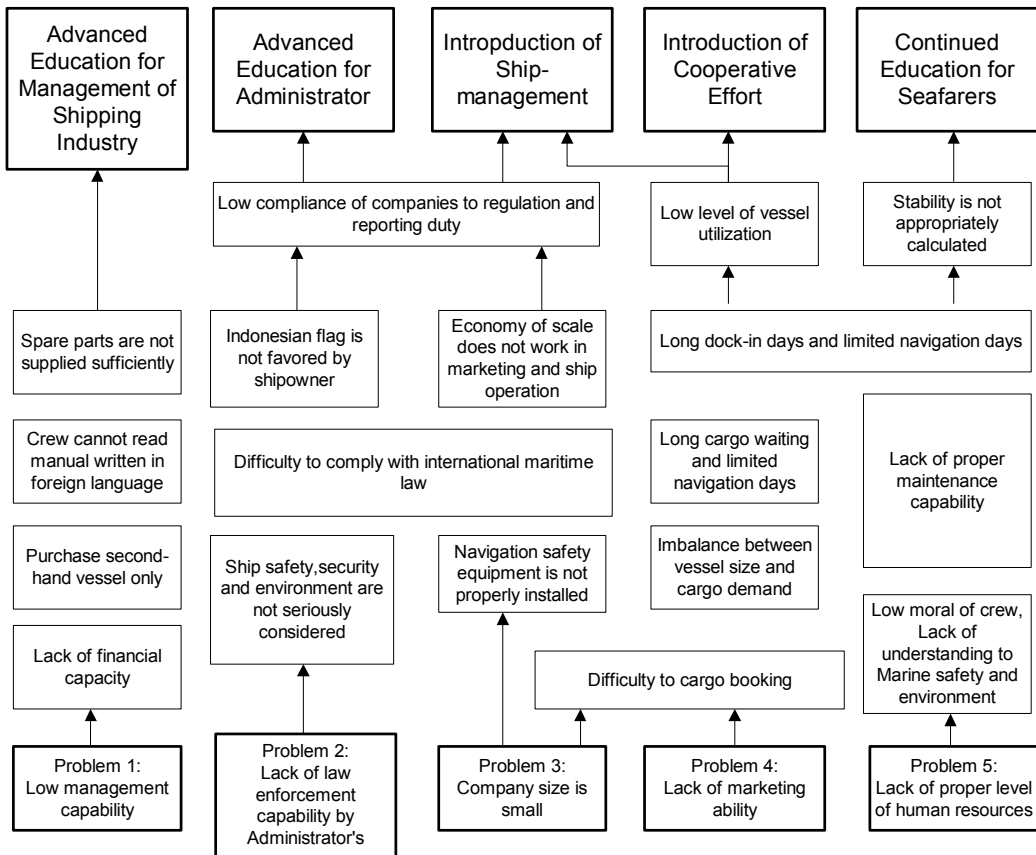 Advanced
Education for
Management of
Shipping
Industry
Advanced
Education for
Administrator
Intropduction of
Ship-
management
Introduction of
Cooperative
Effort
Continued
Education for
Seafarers
Low compliance of companies to regulation and
reporting duty
Low level of vessel
utilization
Stability is not
appropriately
calculated
Spare parts are not
supplied sufficiently
Indonesian flag is
not favored by
shipowner
Economy of scale
does not work in
marketing and ship
operation
Long dock-in days and limited navigation days
Crew cannot read
manual written in
foreign language
Difficulty to comply with international maritime
law
Long cargo waiting
and limited
navigation days
Lack of proper
maintenance
capability
Purchase second-
hand vessel only
Ship safety,security
and environment are
not seriously
considered
Navigation safety
equipment is not
properly installed
Imbalance between
vessel size and
cargo demand
Low moral of crew,
Lack of
understanding to
Marine safety and
environment
Lack of financial
capacity
Difficulty to cargo booking
Problem 1:
Low management
capability
Problem 2:
Lack of law
enforcement
capability by
Administrator's
Problem 3:
Company size is
small
Problem 4:
Lack of marketing
ability
Problem 5:
Lack of proper level
of human resources